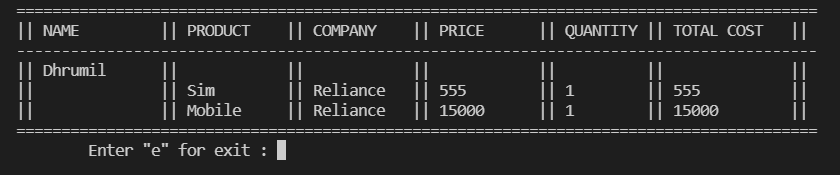 =========================================================================================
|| NAME         || PRODUCT    || COMPANY   || PRICE      || QUANTITY || TOTAL COST   ||
-----------------------------------------------------------------------------------------
|| Dhrumil      ||            ||           ||            ||          ||              ||
||              || Sim        || Reliance  || 555        || 1        || 555          ||
||              || Mobile     || Reliance  || 15000      || 1        || 15000        ||
=========================================================================================
Enter "e" for exit :